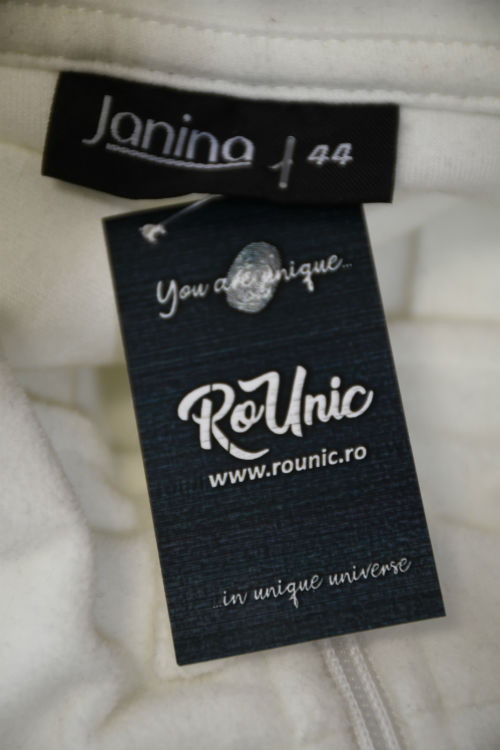 Janina 44
You are unique...
RoUnic
www.rounic.ro
...in unique universe